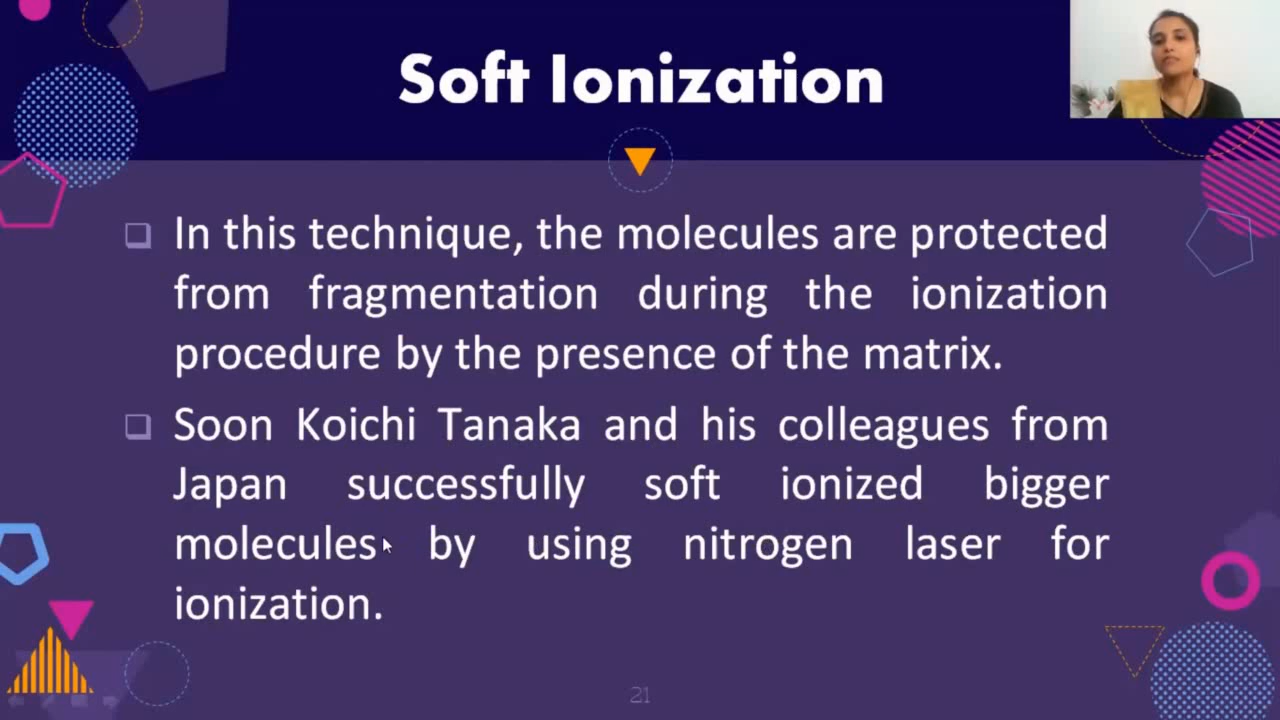 Soft Ionization
In this technique, the molecules are protected
from fragmentation during the ionization
procedure by the presence of the matrix.
Soon Koichi Tanaka and his colleagues from
Japan successfully soft ionized bigger
molecules by using nitrogen laser for
ionization.
21